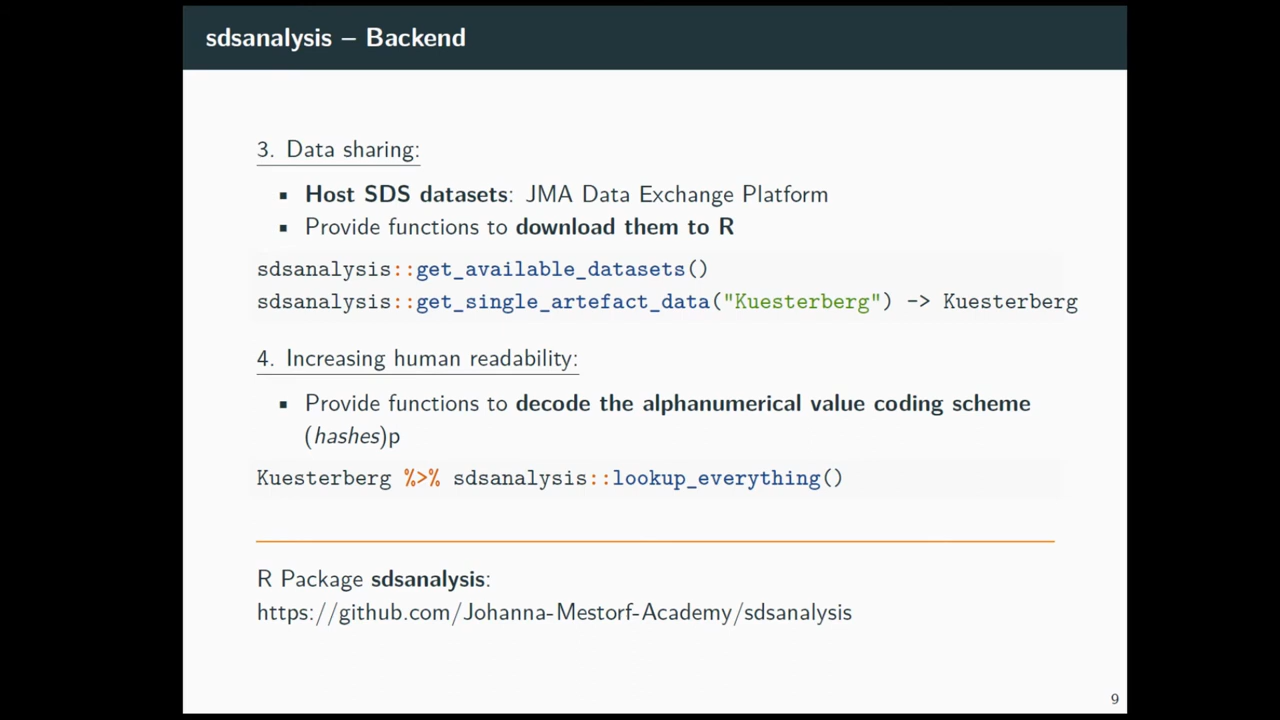 sdsanalysis – Backend
3. Data sharing:
▪ Host SDS datasets: JMA Data Exchange Platform
▪ Provide functions to download them to R
sdsanalysis::get_available_datasets()
sdsanalysis::get_single_artefact_data("Kuesterberg") -> Kuesterberg
4. Increasing human readability:
▪ Provide functions to decode the alphanumerical value coding scheme
(hashes)p
Kuesterberg %>% sdsanalysis::lookup_everything()
R Package sdsanalysis:
https://github.com/Johanna-Mestorf-Academy/sdsanalysis
9